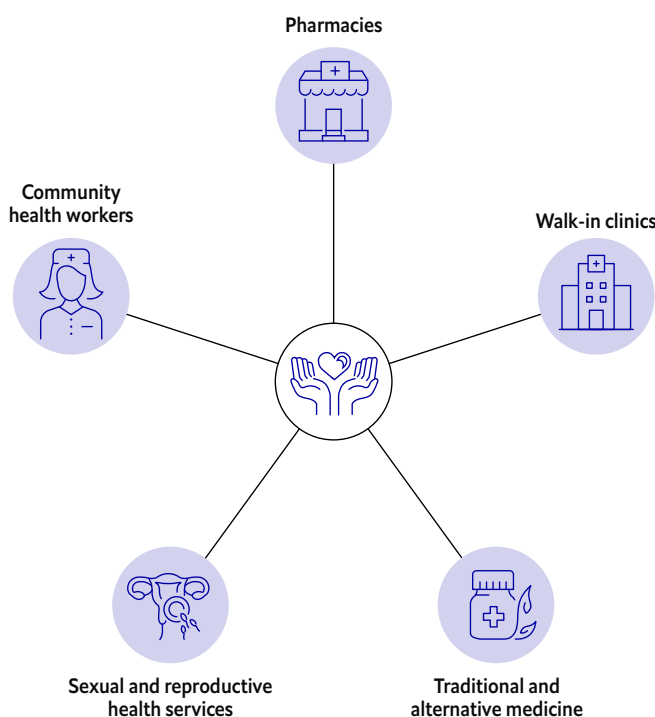 Pharmacies
Community
health workers
Walk-in clinics
Sexual and reproductive
health services
Traditional and
alternative medicine